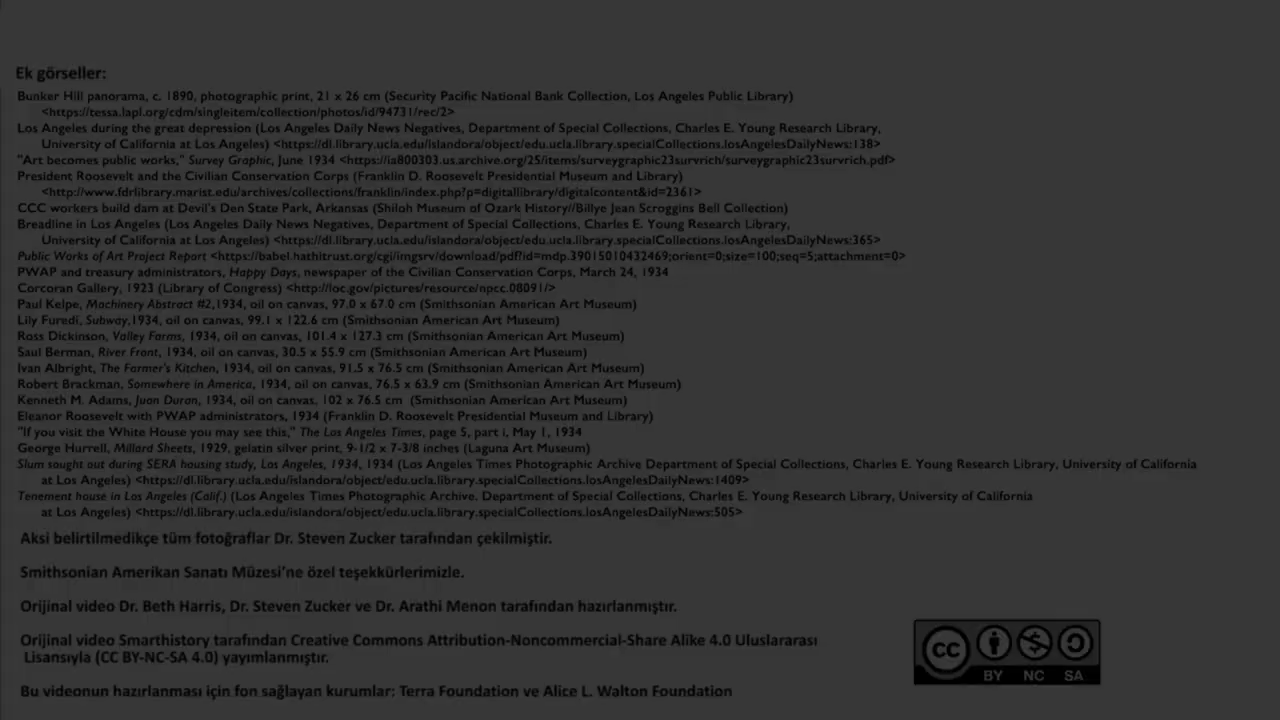 Ek görseller:
Bunker Hill panorama, c. 1890, photographic print, 21 x 26 cm (Security Pacific National Bank Collection, Los Angeles Public Library)
<https://tessa.lapl.org/cdm/singleitem/collection/photos/id/94731/rec/2>
Los Angeles during the great depression (Los Angeles Daily News Negatives, Department of Special Collections, Charles E. Young Research Library,
University of California at Los Angeles) <https://dl.library.ucla.edu/islandora/object/edu.ucla.library.specialCollections.losAngelesDailyNews:138>
"Art becomes public works," Survey Graphic, June 1934 <https://ia800303.us.archive.org/25/items/surveygraphic23survrich/surveygraphic23survrich.pdf>
President Roosevelt and the Civilian Conservation Corps (Franklin D. Roosevelt Presidential Museum and Library)
<http://www.fdrlibrary.marist.edu/archives/collections/franklin/index.php?p=digitallibrary/digitalcontent&id=2361>
CCC workers build dam at Devil's Den State Park, Arkansas (Shiloh Museum of Ozark History//Billye Jean Scroggins Bell Collection)
Breadline in Los Angeles (Los Angeles Daily News Negatives, Department of Special Collections, Charles E. Young Research Library,
University of California at Los Angeles) <https://dl.library.ucla.edu/islandora/object/edu.ucla.library.specialCollections.losAngelesDailyNews:365>
Public Works of Art Project Report <https://babel.hathitrust.org/cgi/imgsrv/download/pdf?id=mdp.39015010432469;orient=0;size=100;seq=5;attachment=0>
PWAP and treasury administrators, Happy Days, newspaper of the Civilian Conservation Corps, March 24, 1934
Corcoran Gallery, 1923 (Library of Congress) <http://loc.gov/pictures/resource/npcc.08091/>
Paul Kelpe, Machinery Abstract #2,1934, oil on canvas, 97.0 x 67.0 cm (Smithsonian American Art Museum)
Lily Furedi, Subway,1934, oil on canvas, 99.1 x 122.6 cm (Smithsonian American Art Museum)
Ross Dickinson, Valley Farms, 1934, oil on canvas, 101.4 x 127.3 cm (Smithsonian American Art Museum)
Saul Berman, River Front, 1934, oil on canvas, 30.5 x 55.9 cm (Smithsonian American Art Museum)
Ivan Albright, The Farmer's Kitchen, 1934, oil on canvas, 91.5 x 76.5 cm (Smithsonian American Art Museum)
Robert Brackman, Somewhere in America, 1934, oil on canvas, 76.5 x 63.9 cm (Smithsonian American Art Museum)
Kenneth M. Adams, Juan Duran, 1934, oil on canvas, 102 x 76.5 cm (Smithsonian American Art Museum)
Eleanor Roosevelt with PWAP administrators, 1934 (Franklin D. Roosevelt Presidential Museum and Library)
"If you visit the White House you may see this," The Los Angeles Times, page 5, part i, May 1, 1934
George Hurrell, Millard Sheets, 1929, gelatin silver print, 9-1/2 x 7-3/8 inches (Laguna Art Museum)
Slum sought out during SERA housing study, Los Angeles, 1934, 1934 (Los Angeles Times Photographic Archive Department of Special Collections, Charles E. Young Research Library, University of California
at Los Angeles) <https://dl.library.ucla.edu/islandora/object/edu.ucla.library.specialCollections.losAngelesDailyNews:1409>
Tenement house in Los Angeles (Calif.) (Los Angeles Times Photographic Archive. Department of Special Collections, Charles E. Young Research Library, University of California
at Los Angeles) <https://dl.library.ucla.edu/islandora/object/edu.ucla.library.specialCollections.losAngelesDailyNews:505>
Aksi belirtilmedikçe tüm fotoğraflar Dr. Steven Zucker tarafından çekilmiştir.
Smithsonian Amerikan Sanatı Müzesi'ne özel teşekkürlerimizle.
Orijinal video Dr. Beth Harris, Dr. Steven Zucker ve Dr. Arathi Menon tarafından hazırlanmıştır.
Orijinal video Smarthistory tarafından Creative Commons Attribution-Noncommercial-Share Alike 4.0 Uluslararası
Lisansıyla (CC BY-NC-SA 4.0) yayımlanmıştır.
Bu videonun hazırlanması için fon sağlayan kurumlar: Terra Foundation ve Alice L. Walton Foundation
CC
BY NC SA